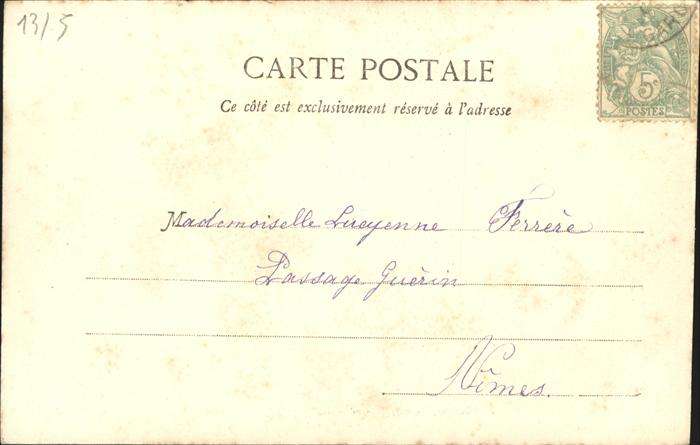 13/5
5c
POSTES
CARTE POSTALE
Ce côté est exclusivement réservé à l'adresse
Mademoiselle Lucyenne Ferrère
Passage Guérin
Nîmes.